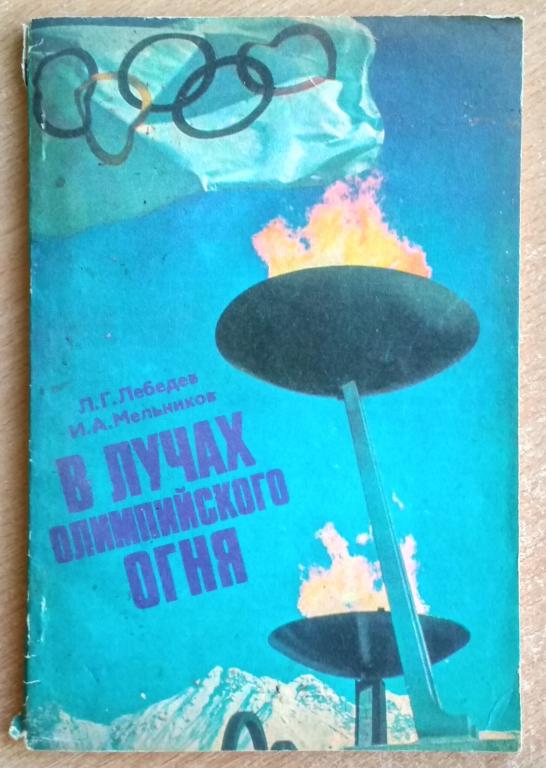 Л.Г.Лебедев
И.А.Мельников
В ЛУЧАХ
ОЛИМПИЙСКОГО
ОГНЯ